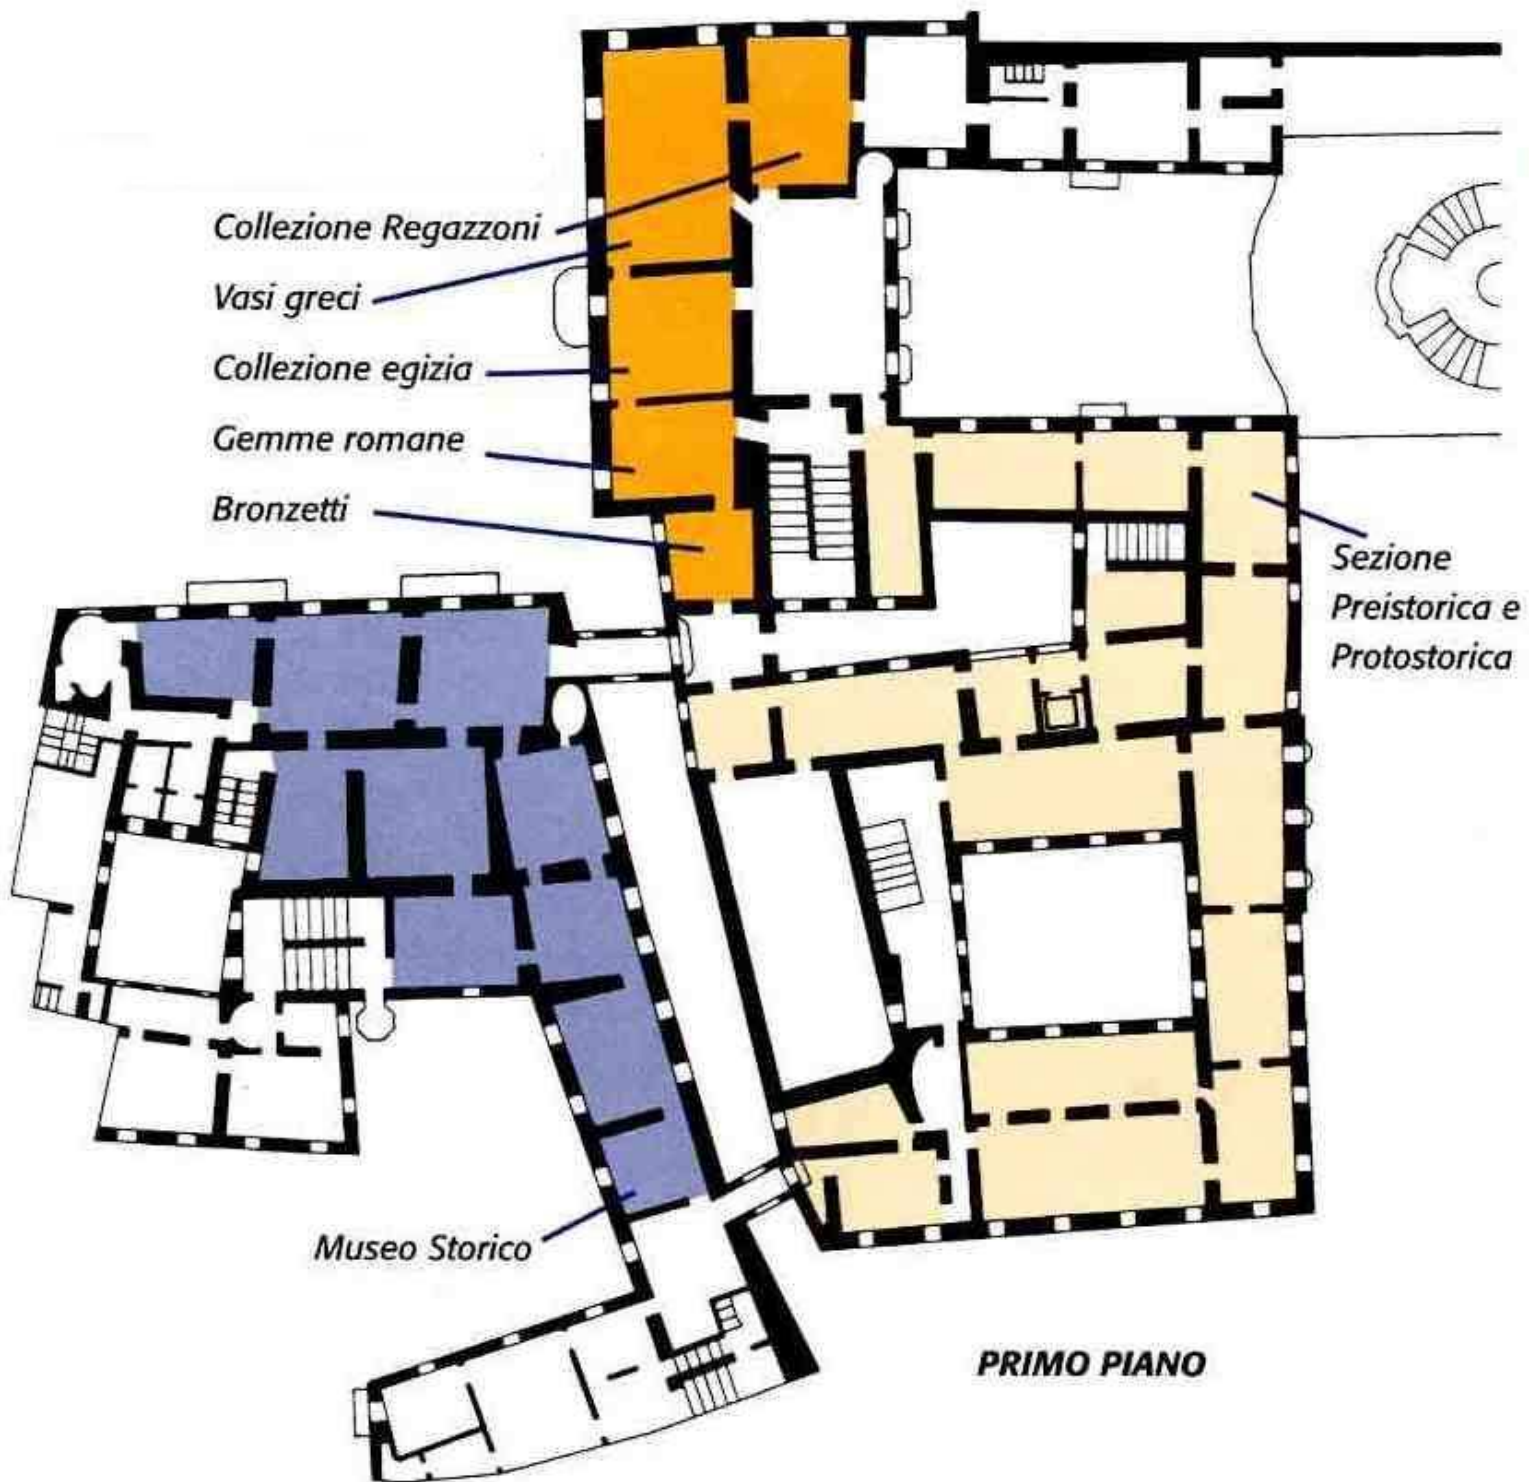 Collezione Regazzoni
Vasi greci
Collezione egizia
Gemme romane
Bronzetti
Sezione
Preistorica e
Protostorica
Museo Storico
PRIMO PIANO